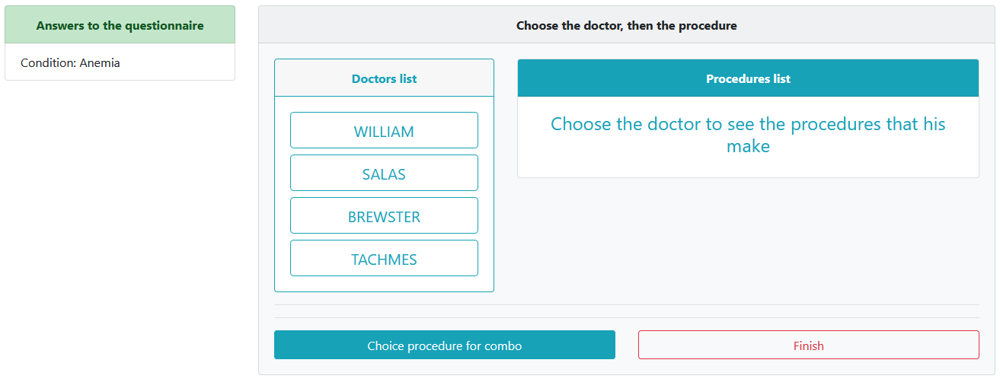 Answers to the questionnaire
Condition: Anemia
Choose the doctor, then the procedure
Doctors list
WILLIAM
SALAS
BREWSTER
TACHMES
Procedures list
Choose the doctor to see the procedures that his
make
Choice procedure for combo
Finish